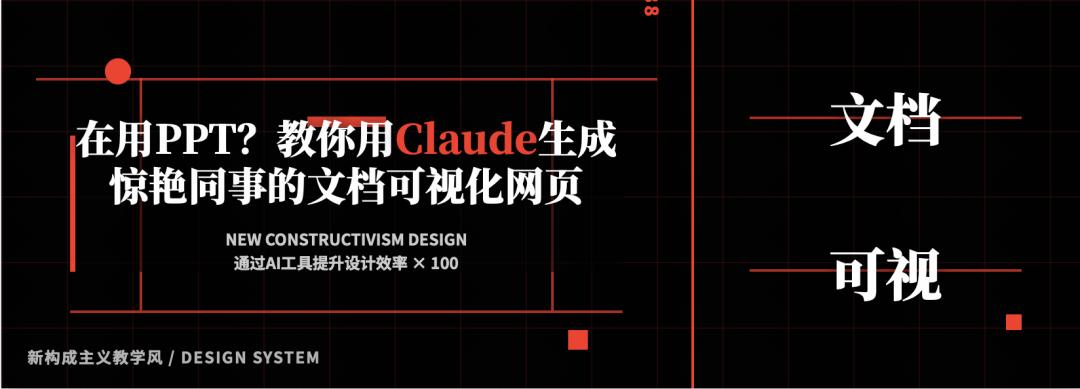 在用PPT？教你用Claude生成
惊艳同事的文档可视化网页
NEW CONSTRUCTIVISM DESIGN
通过AI工具提升设计效率 × 100
新构成主义教学风 / DESIGN SYSTEM
文档
可视